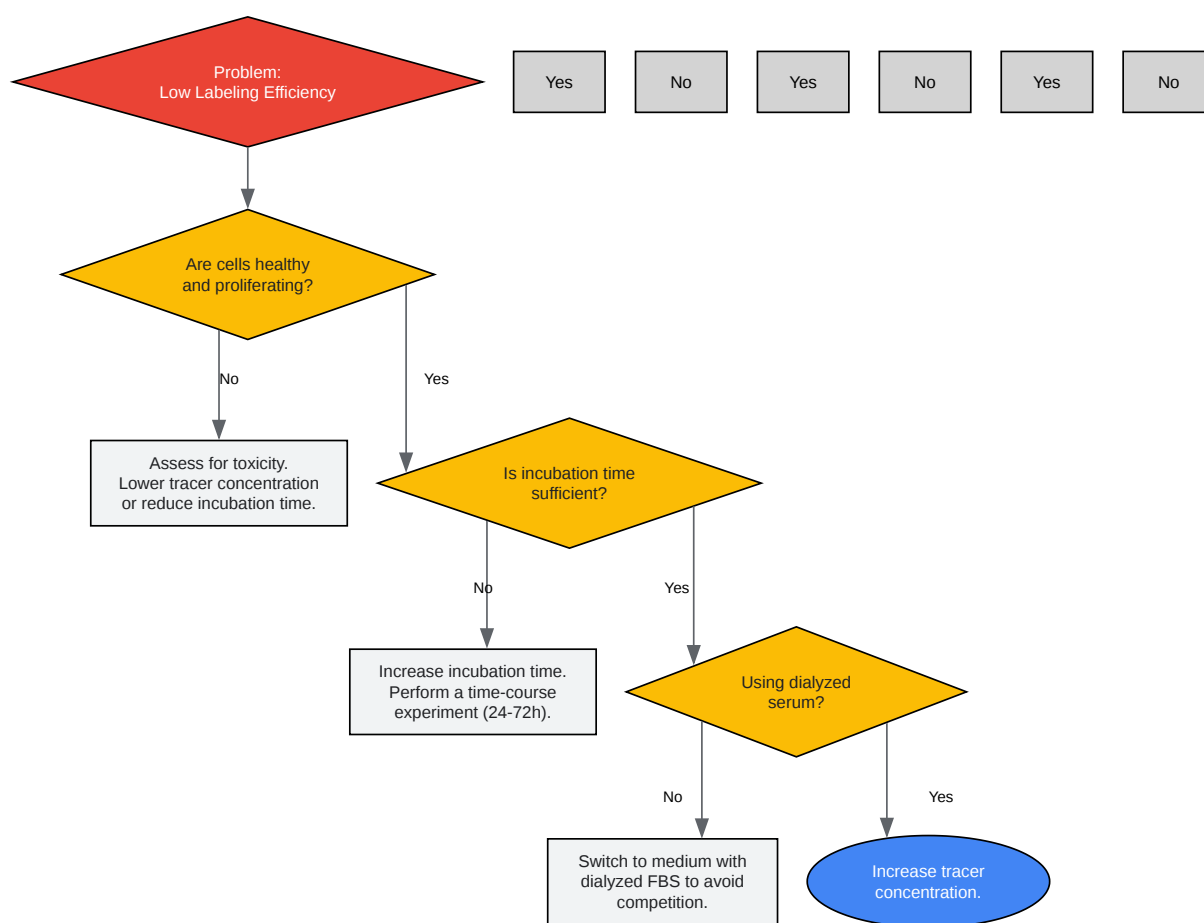 Problem:
Low Labeling Efficiency
Yes
No
Yes
No
Yes
No
Are cells healthy
and proliferating?
No
Yes
Assess for toxicity.
Lower tracer concentration
or reduce incubation time.
Is incubation time
sufficient?
No
Yes
Increase incubation time.
Perform a time-course
experiment (24-72h).
Using dialyzed
serum?
No
Yes
Switch to medium with
dialyzed FBS to avoid
competition.
Increase tracer
concentration.